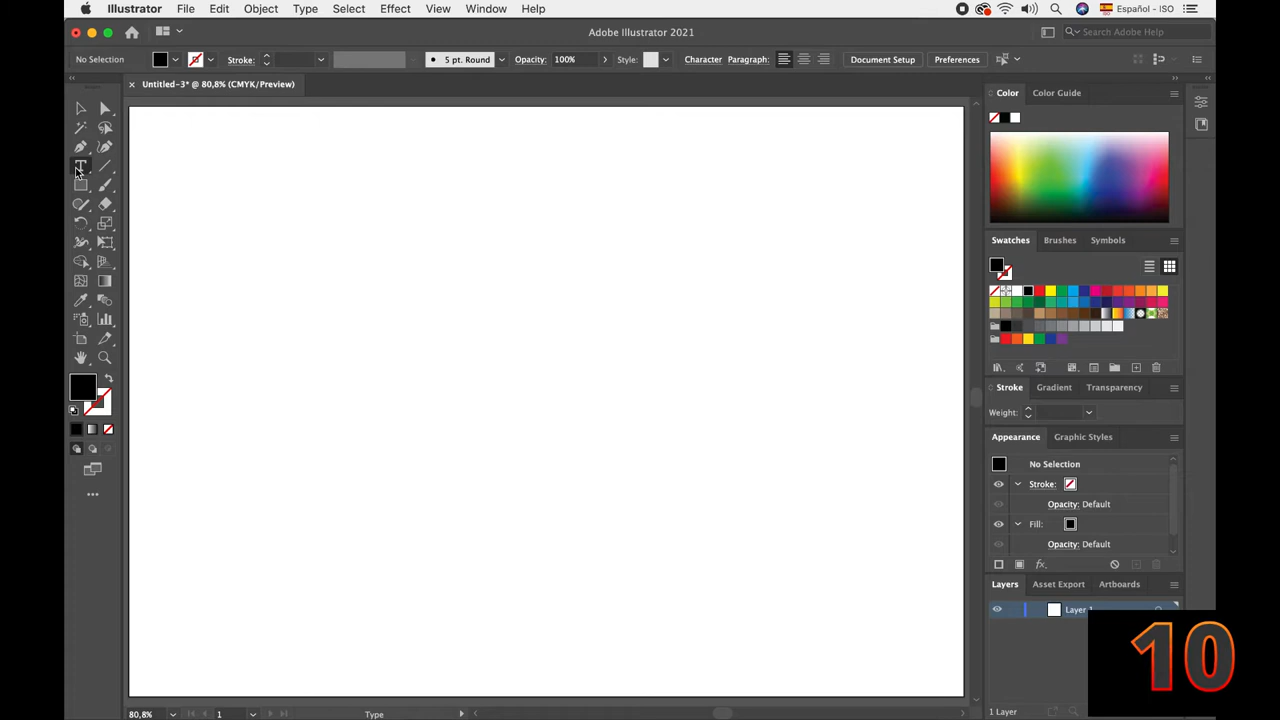 Illustrator File Edit Object Type Select Effect View Window Help Español - ISO
Adobe Illustrator 2021
Search Adobe Help
No Selection Stroke: 5 pt. Round Opacity: 100% Style: Character Paragraph: Document Setup Preferences
Untitled-3* @ 80,8% (CMYK/Preview)
Color Color Guide
Swatches Brushes Symbols
Stroke Gradient Transparency
Weight:
Appearance Graphic Styles
No Selection
Stroke:
Opacity: Default
Fill:
Opacity: Default
Layers Asset Export Artboards
Layer 1
10
1 Layer
80,8% 1 Type